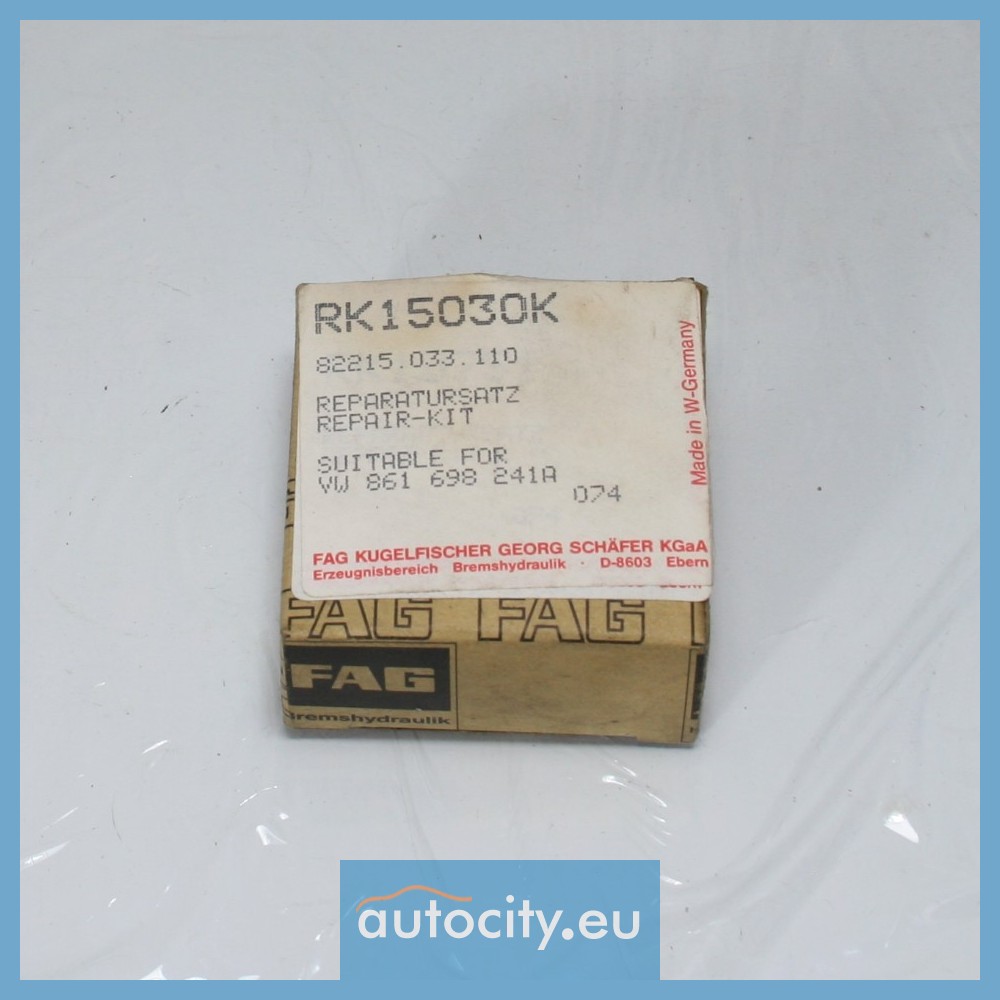 RK15030K
82215.033.110
REPARATURSATZ
REPAIR-KIT
SUITABLE FOR
VW 861 698 241A
074
Made in W-Germany
FAG KUGELFISCHER GEORG SCHÄFER KGaA
Erzeugnisbereich Bremshydraulik · D-8603 Ebern
FAG FAG
FAG
Bremshydraulik
autocity.eu